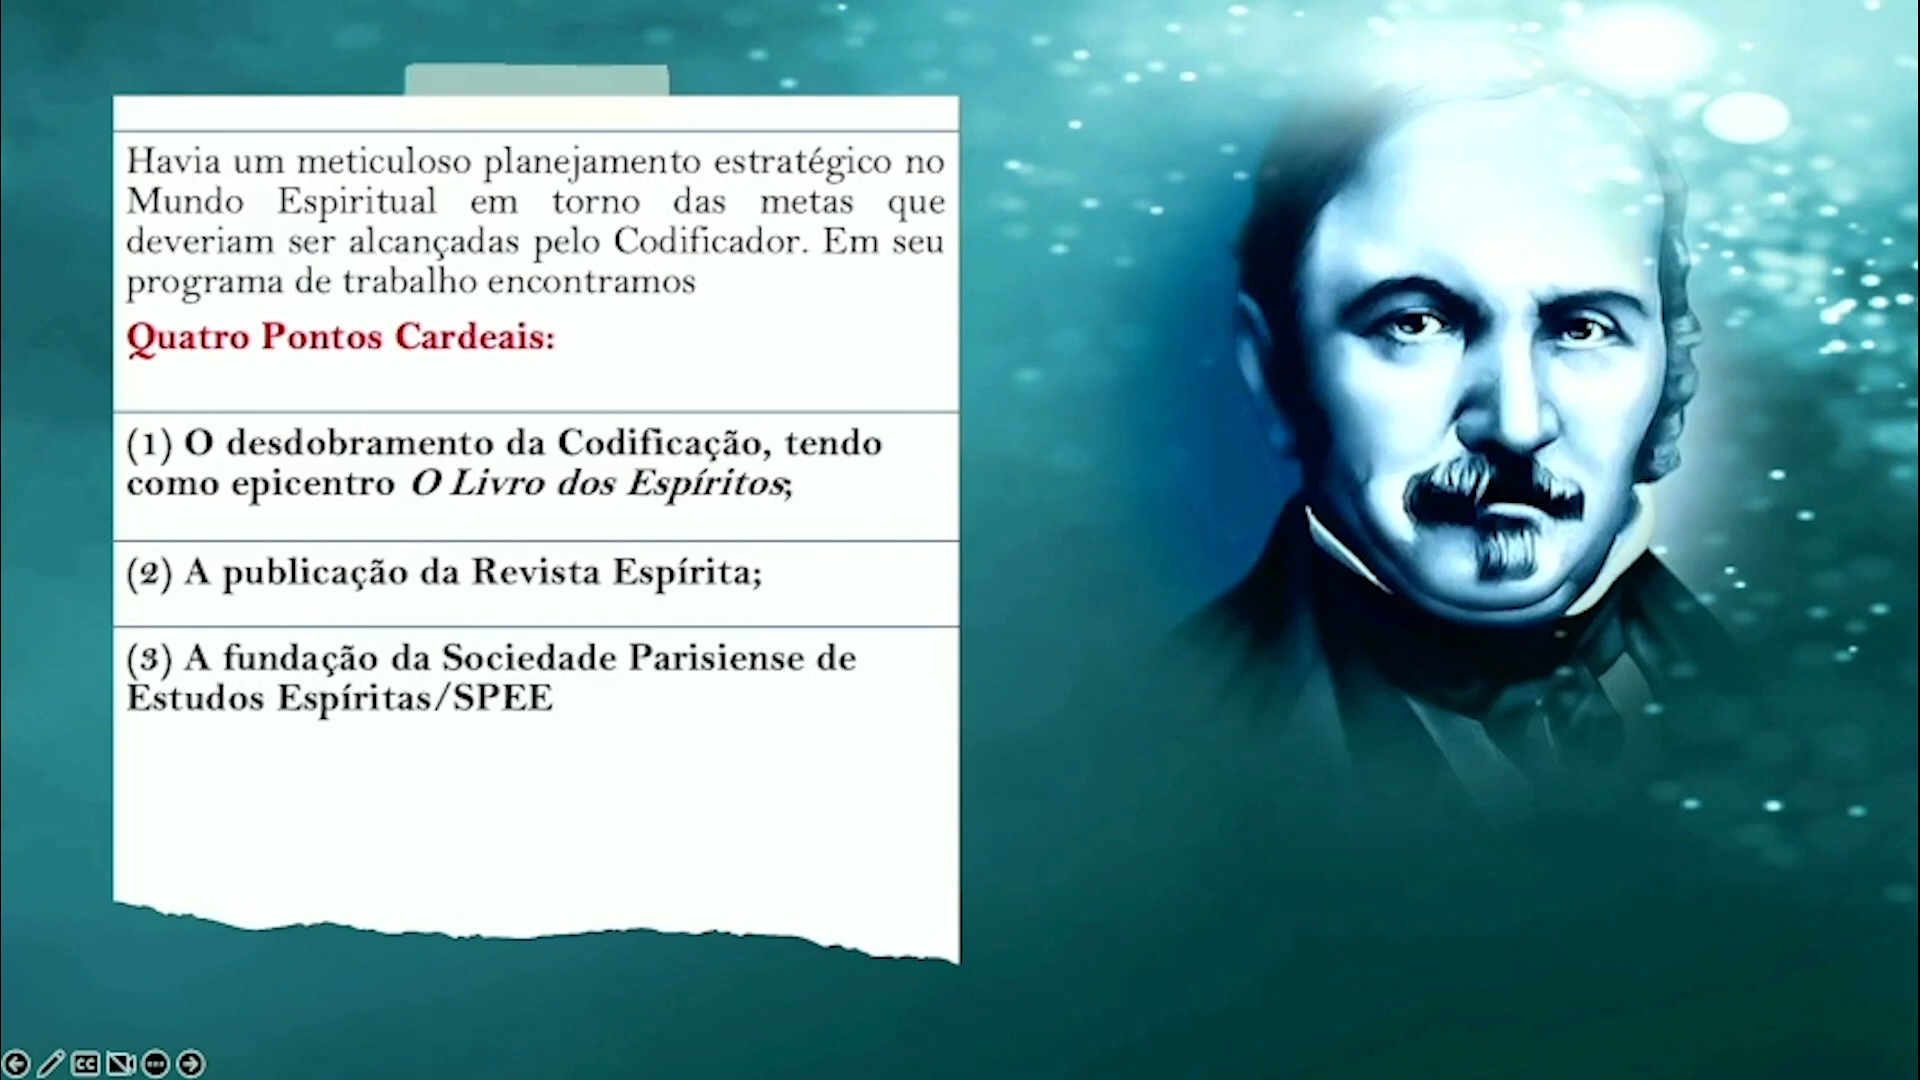 Havia um meticuloso planejamento estratégico no
Mundo Espiritual em torno das metas que
deveriam ser alcançadas pelo Codificador. Em seu
programa de trabalho encontramos
Quatro Pontos Cardeais:
(1) O desdobramento da Codificação, tendo
como epicentro O Livro dos Espíritos;
(2) A publicação da Revista Espírita;
(3) A fundação da Sociedade Parisiense de
Estudos Espíritas/SPEE
CC